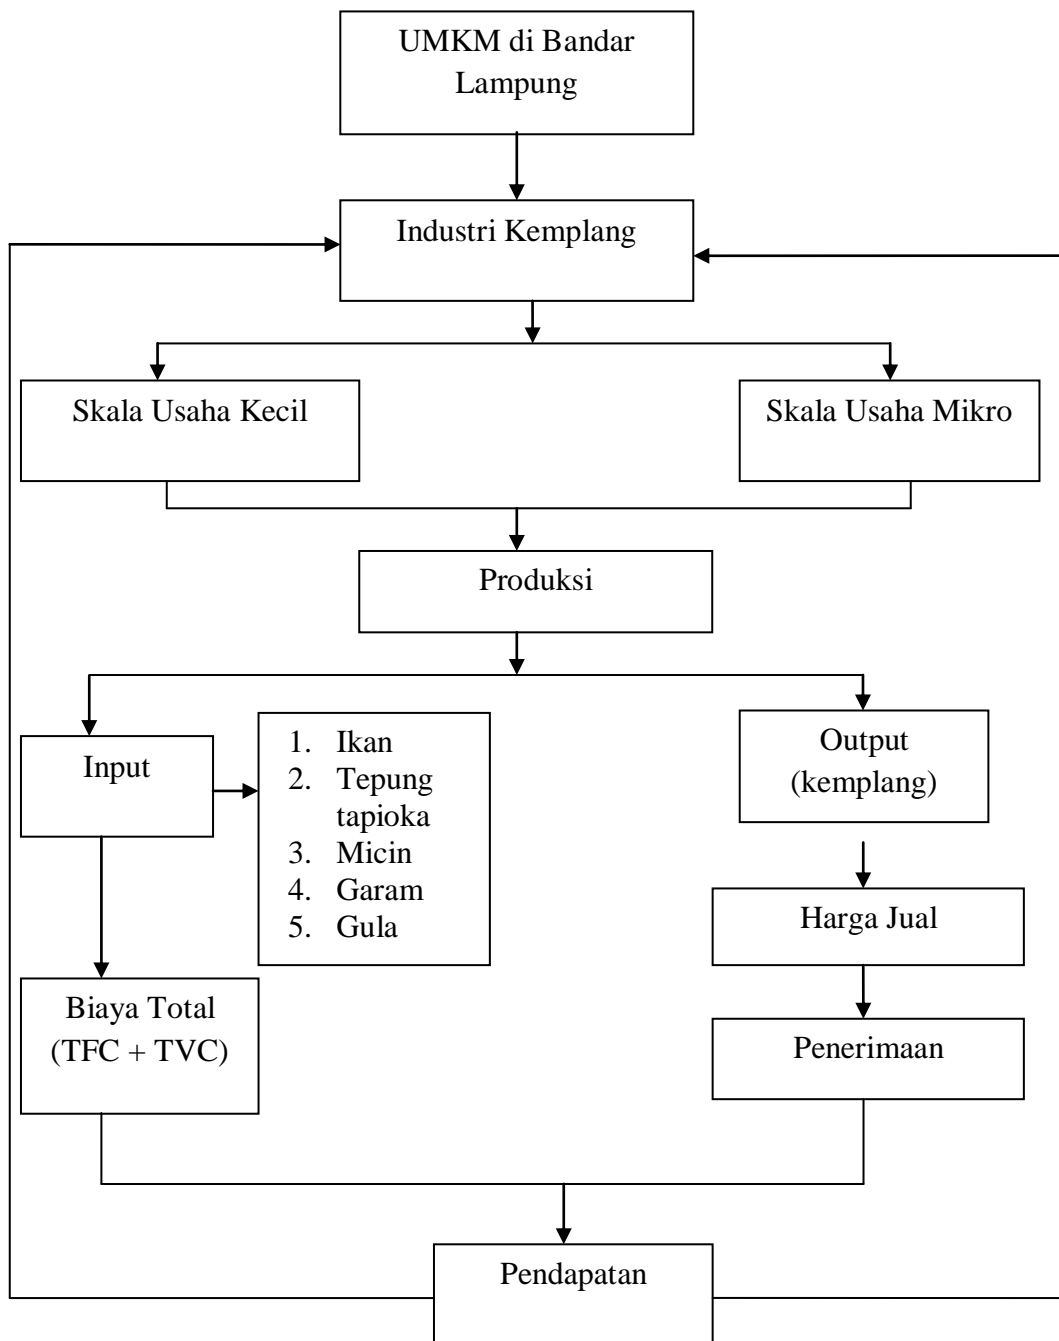 UMKM di Bandar
Lampung
Industri Kemplang
Skala Usaha Kecil
Skala Usaha Mikro
Produksi
Input
1. Ikan
2. Tepung
tapioka
3. Micin
4. Garam
5. Gula
Output
(kemplang)
Harga Jual
Biaya Total
(TFC + TVC)
Penerimaan
Pendapatan